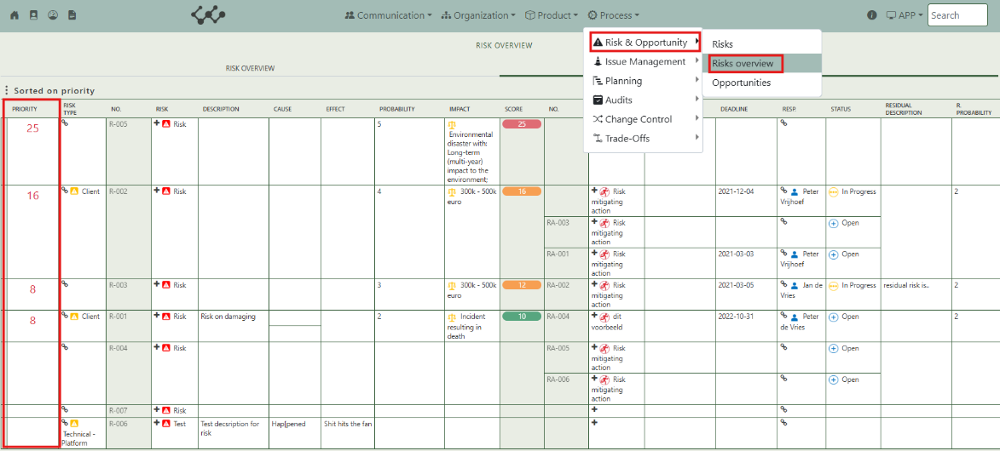 Communication Organization Product Process APP Search
RISK OVERVIEW
RISK OVERVIEW
Risk & Opportunity
Issue Management
Planning
Audits
Change Control
Trade-Offs
Risks
Risks overview
Opportunities
Sorted on priority
PRIORITY RISK TYPE NO. RISK DESCRIPTION CAUSE EFFECT PROBABILITY IMPACT SCORE NO. DEADLINE RESP. STATUS RESIDUAL DESCRIPTION R. PROBABILITY
25 R-005 Risk 5 25
Environmental
disaster with:
Long-term
(multi-year)
impact to the
environment;
16 Client R-002 Risk 4 300k - 500k 16 Risk 2021-12-04 Peter In Progress 2
euro mitigating Vrijhoef
action
RA-003 Risk Open
mitigating
action
RA-001 Risk 2021-03-03 Peter Open
mitigating Vrijhoef
action
8 R-003 Risk 3 300k - 500k 12 RA-002 Risk 2021-03-05 Jan de In Progress residual risk is.. 2
euro mitigating Vries
action
8 Client R-001 Risk Risk on damaging 2 Incident 10 RA-004 dit 2022-10-31 Peter Open 2
resulting in voorbeeld de Vries
death
R-004 Risk RA-005 Risk Open
mitigating
action
RA-006 Risk Open
mitigating
action
R-007 Risk
Technical - R-006 Test Test decsription for Hap[pened Shit hits the fan
Platform risk